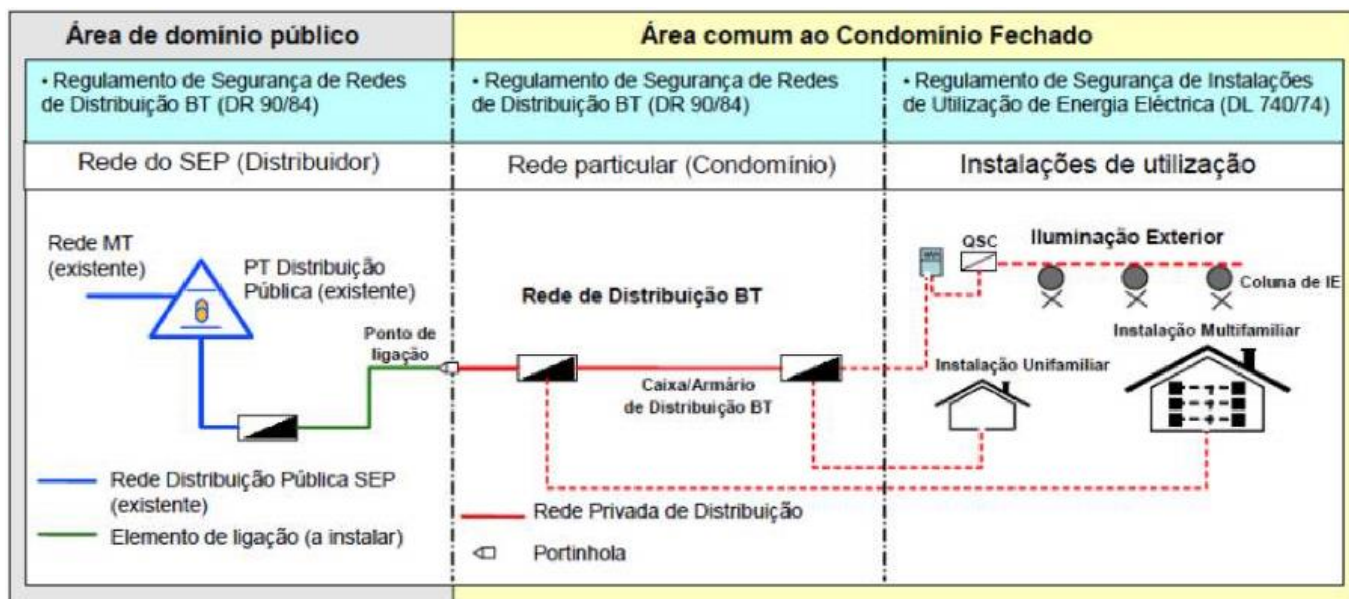 Área de domínio público
Área comum ao Condomínio Fechado
• Regulamento de Segurança de Redes
de Distribuição BT (DR 90/84)
• Regulamento de Segurança de Redes
de Distribuição BT (DR 90/84)
• Regulamento de Segurança de Instalações
de Utilização de Energia Eléctrica (DL 740/74)
Rede do SEP (Distribuidor)
Rede particular (Condomínio)
Instalações de utilização
Rede MT
(existente)
PT Distribuição
Pública (existente)
Ponto de
ligação
Rede de Distribuição BT
Caixa/Armário
de Distribuição BT
QSC
Iluminação Exterior
Coluna de IE
Instalação Multifamiliar
Instalação Unifamiliar
Rede Distribuição Pública SEP
(existente)
Elemento de ligação (a instalar)
Rede Privada de Distribuição
Portinhola